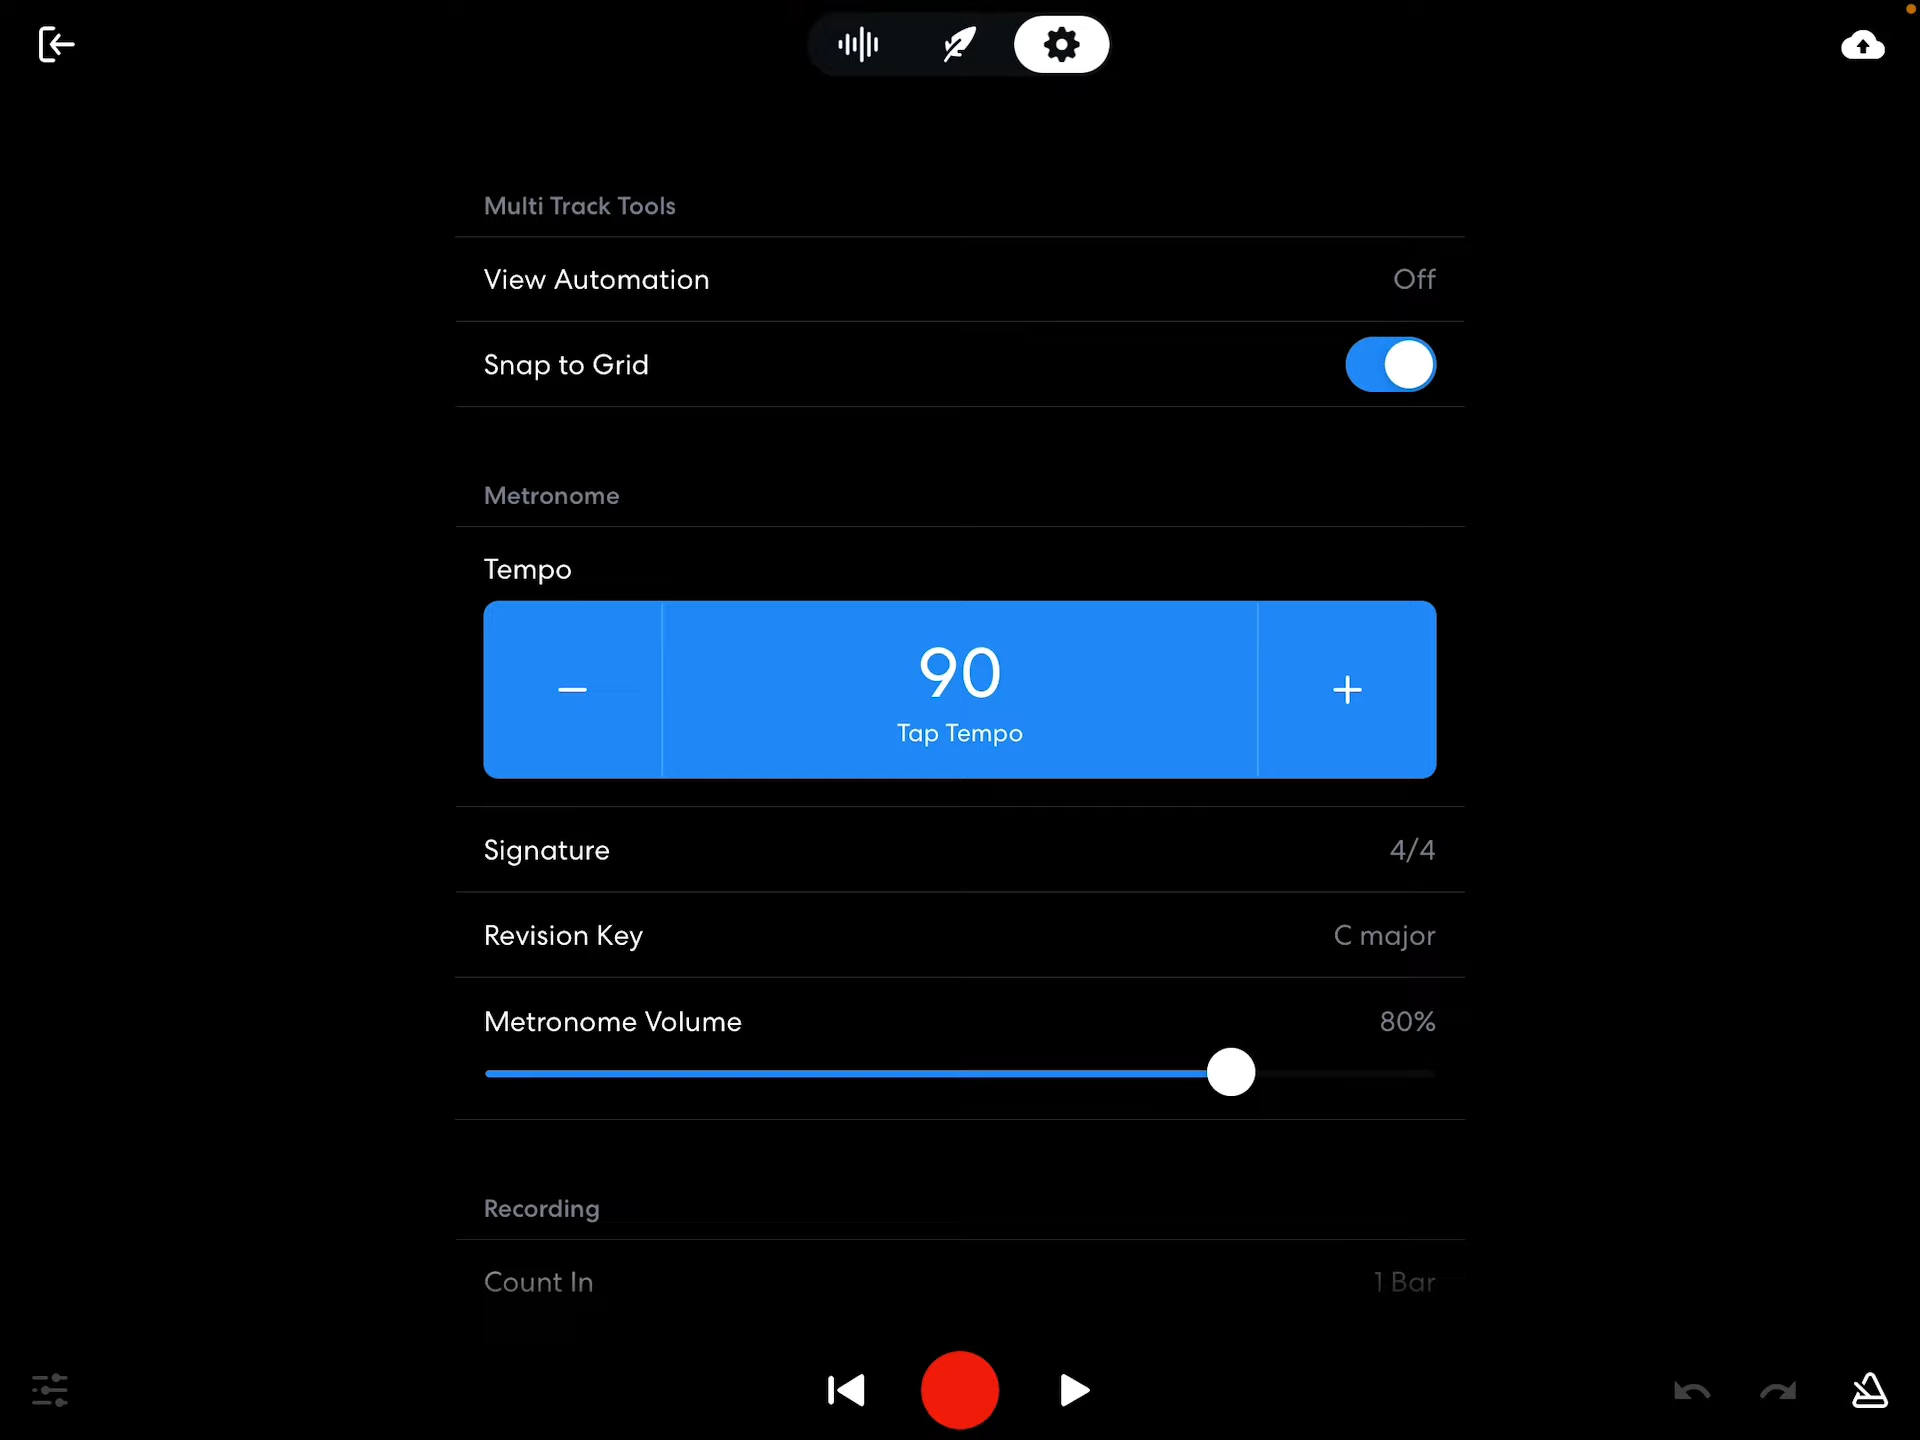 Multi Track Tools
View Automation Off
Snap to Grid
Metronome
Tempo
90
Tap Tempo
Signature 4/4
Revision Key C major
Metronome Volume 80%
Recording
Count In 1 Bar